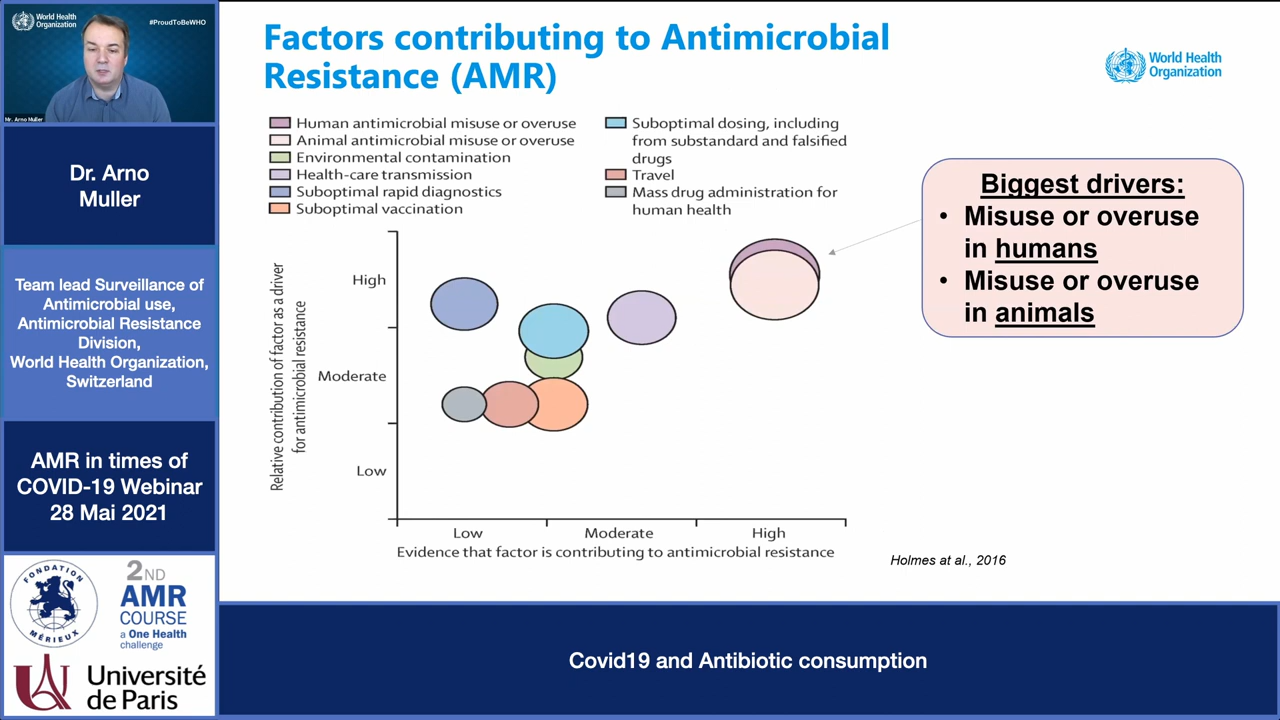 World Health
Organization
#ProudToBeWHO
Mr. Arno Muller
Dr. Arno
Muller
Team lead Surveillance of
Antimicrobial use,
Antimicrobial Resistance
Division,
World Health Organization,
Switzerland
AMR in times of
COVID-19 Webinar
28 Mai 2021
FONDATION
MÉRIEUX
2ND
AMR
COURSE
a One Health
challenge
Université
de Paris
Factors contributing to Antimicrobial
Resistance (AMR)
World Health
Organization
Human antimicrobial misuse or overuse
Animal antimicrobial misuse or overuse
Environmental contamination
Health-care transmission
Suboptimal rapid diagnostics
Suboptimal vaccination
Suboptimal dosing, including
from substandard and falsified
drugs
Travel
Mass drug administration for
human health
Relative contribution of factor as a driver
for antimicrobial resistance
High
Moderate
Low
Low
Moderate
High
Evidence that factor is contributing to antimicrobial resistance
Biggest drivers:
• Misuse or overuse
in humans
• Misuse or overuse
in animals
Holmes at al., 2016
Covid19 and Antibiotic consumption